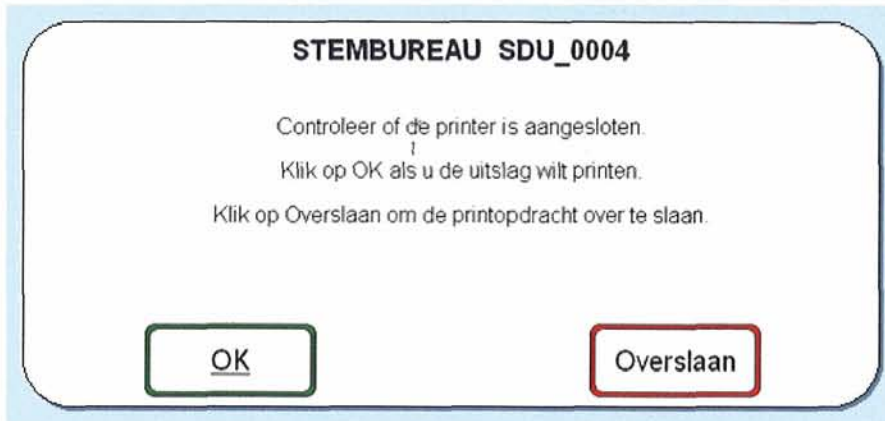 STEMBUREAU SDU_0004
Controleer of de printer is aangesloten.
Klik op OK als u de uitslag wilt printen.
Klik op Overslaan om de printopdracht over te slaan.
OK
Overslaan